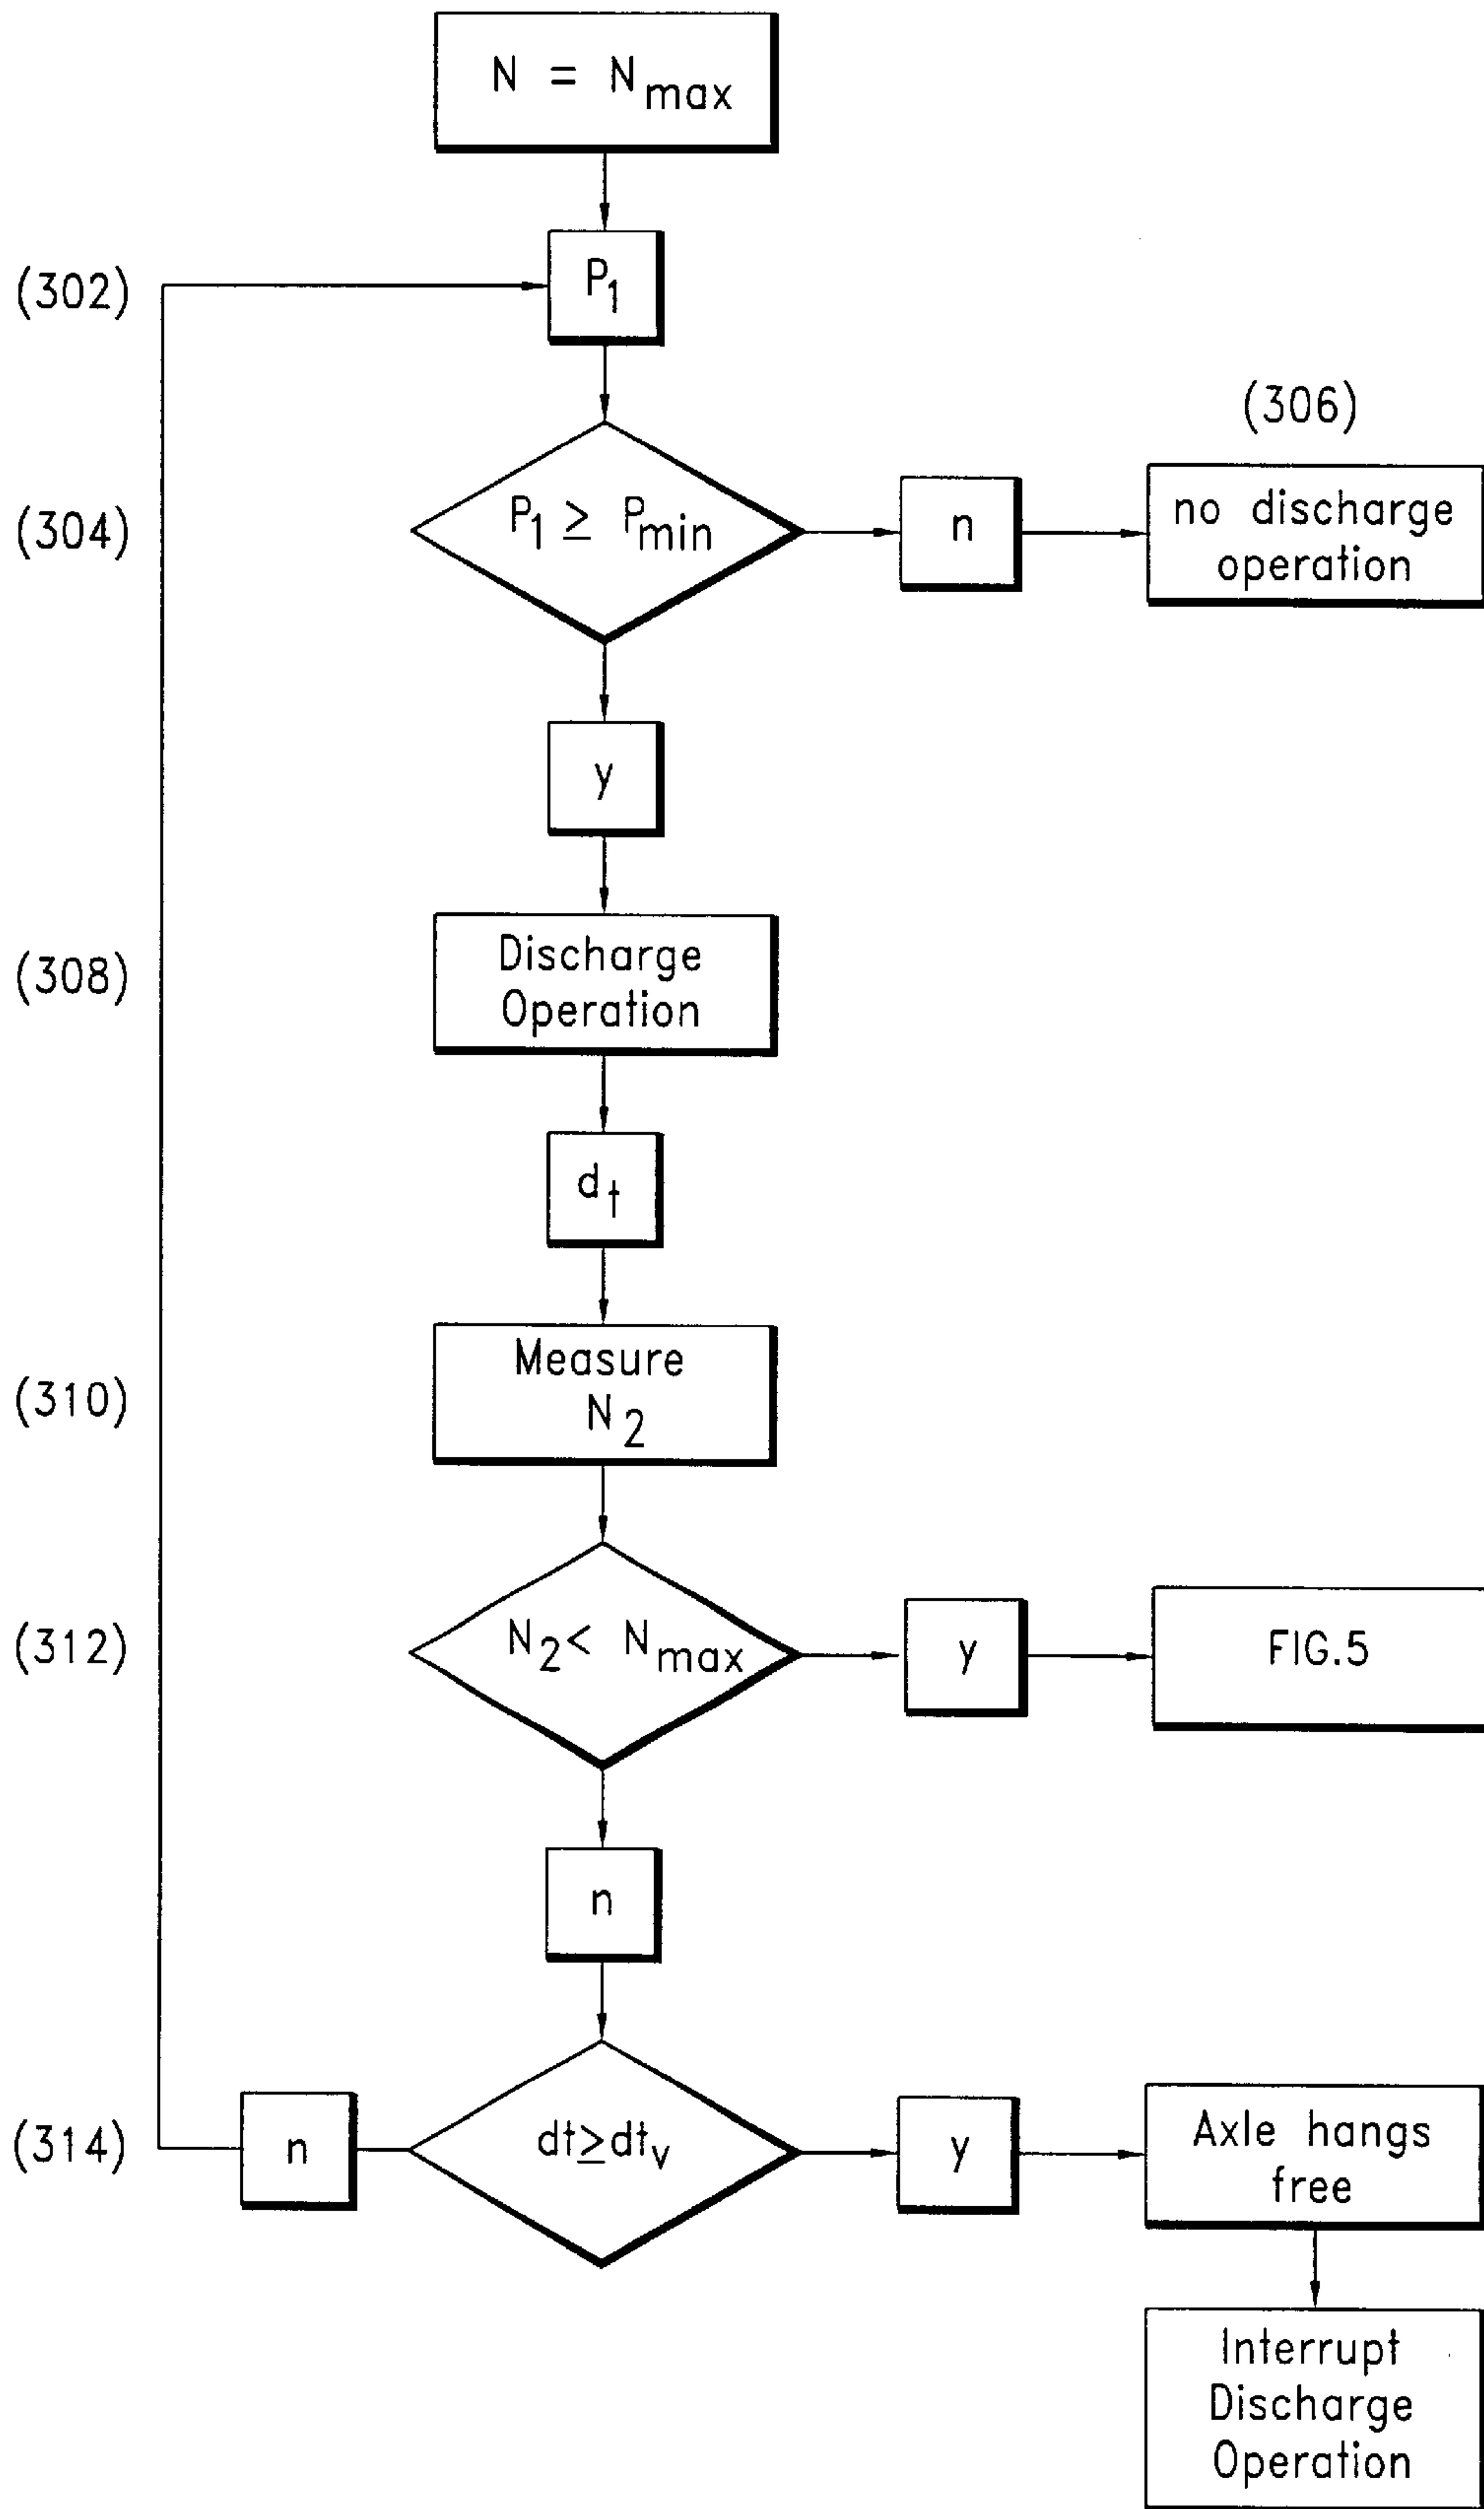 N = Nmax
(302)
P1
(306)
(304)
P1 ≥ Pmin
n
no discharge
operation
y
(308)
Discharge
Operation
dt
(310)
Measure
N2
(312)
N2< Nmax
y
FIG.5
n
(314)
n
dt≥dtv
y
Axle hangs
free
Interrupt
Discharge
Operation